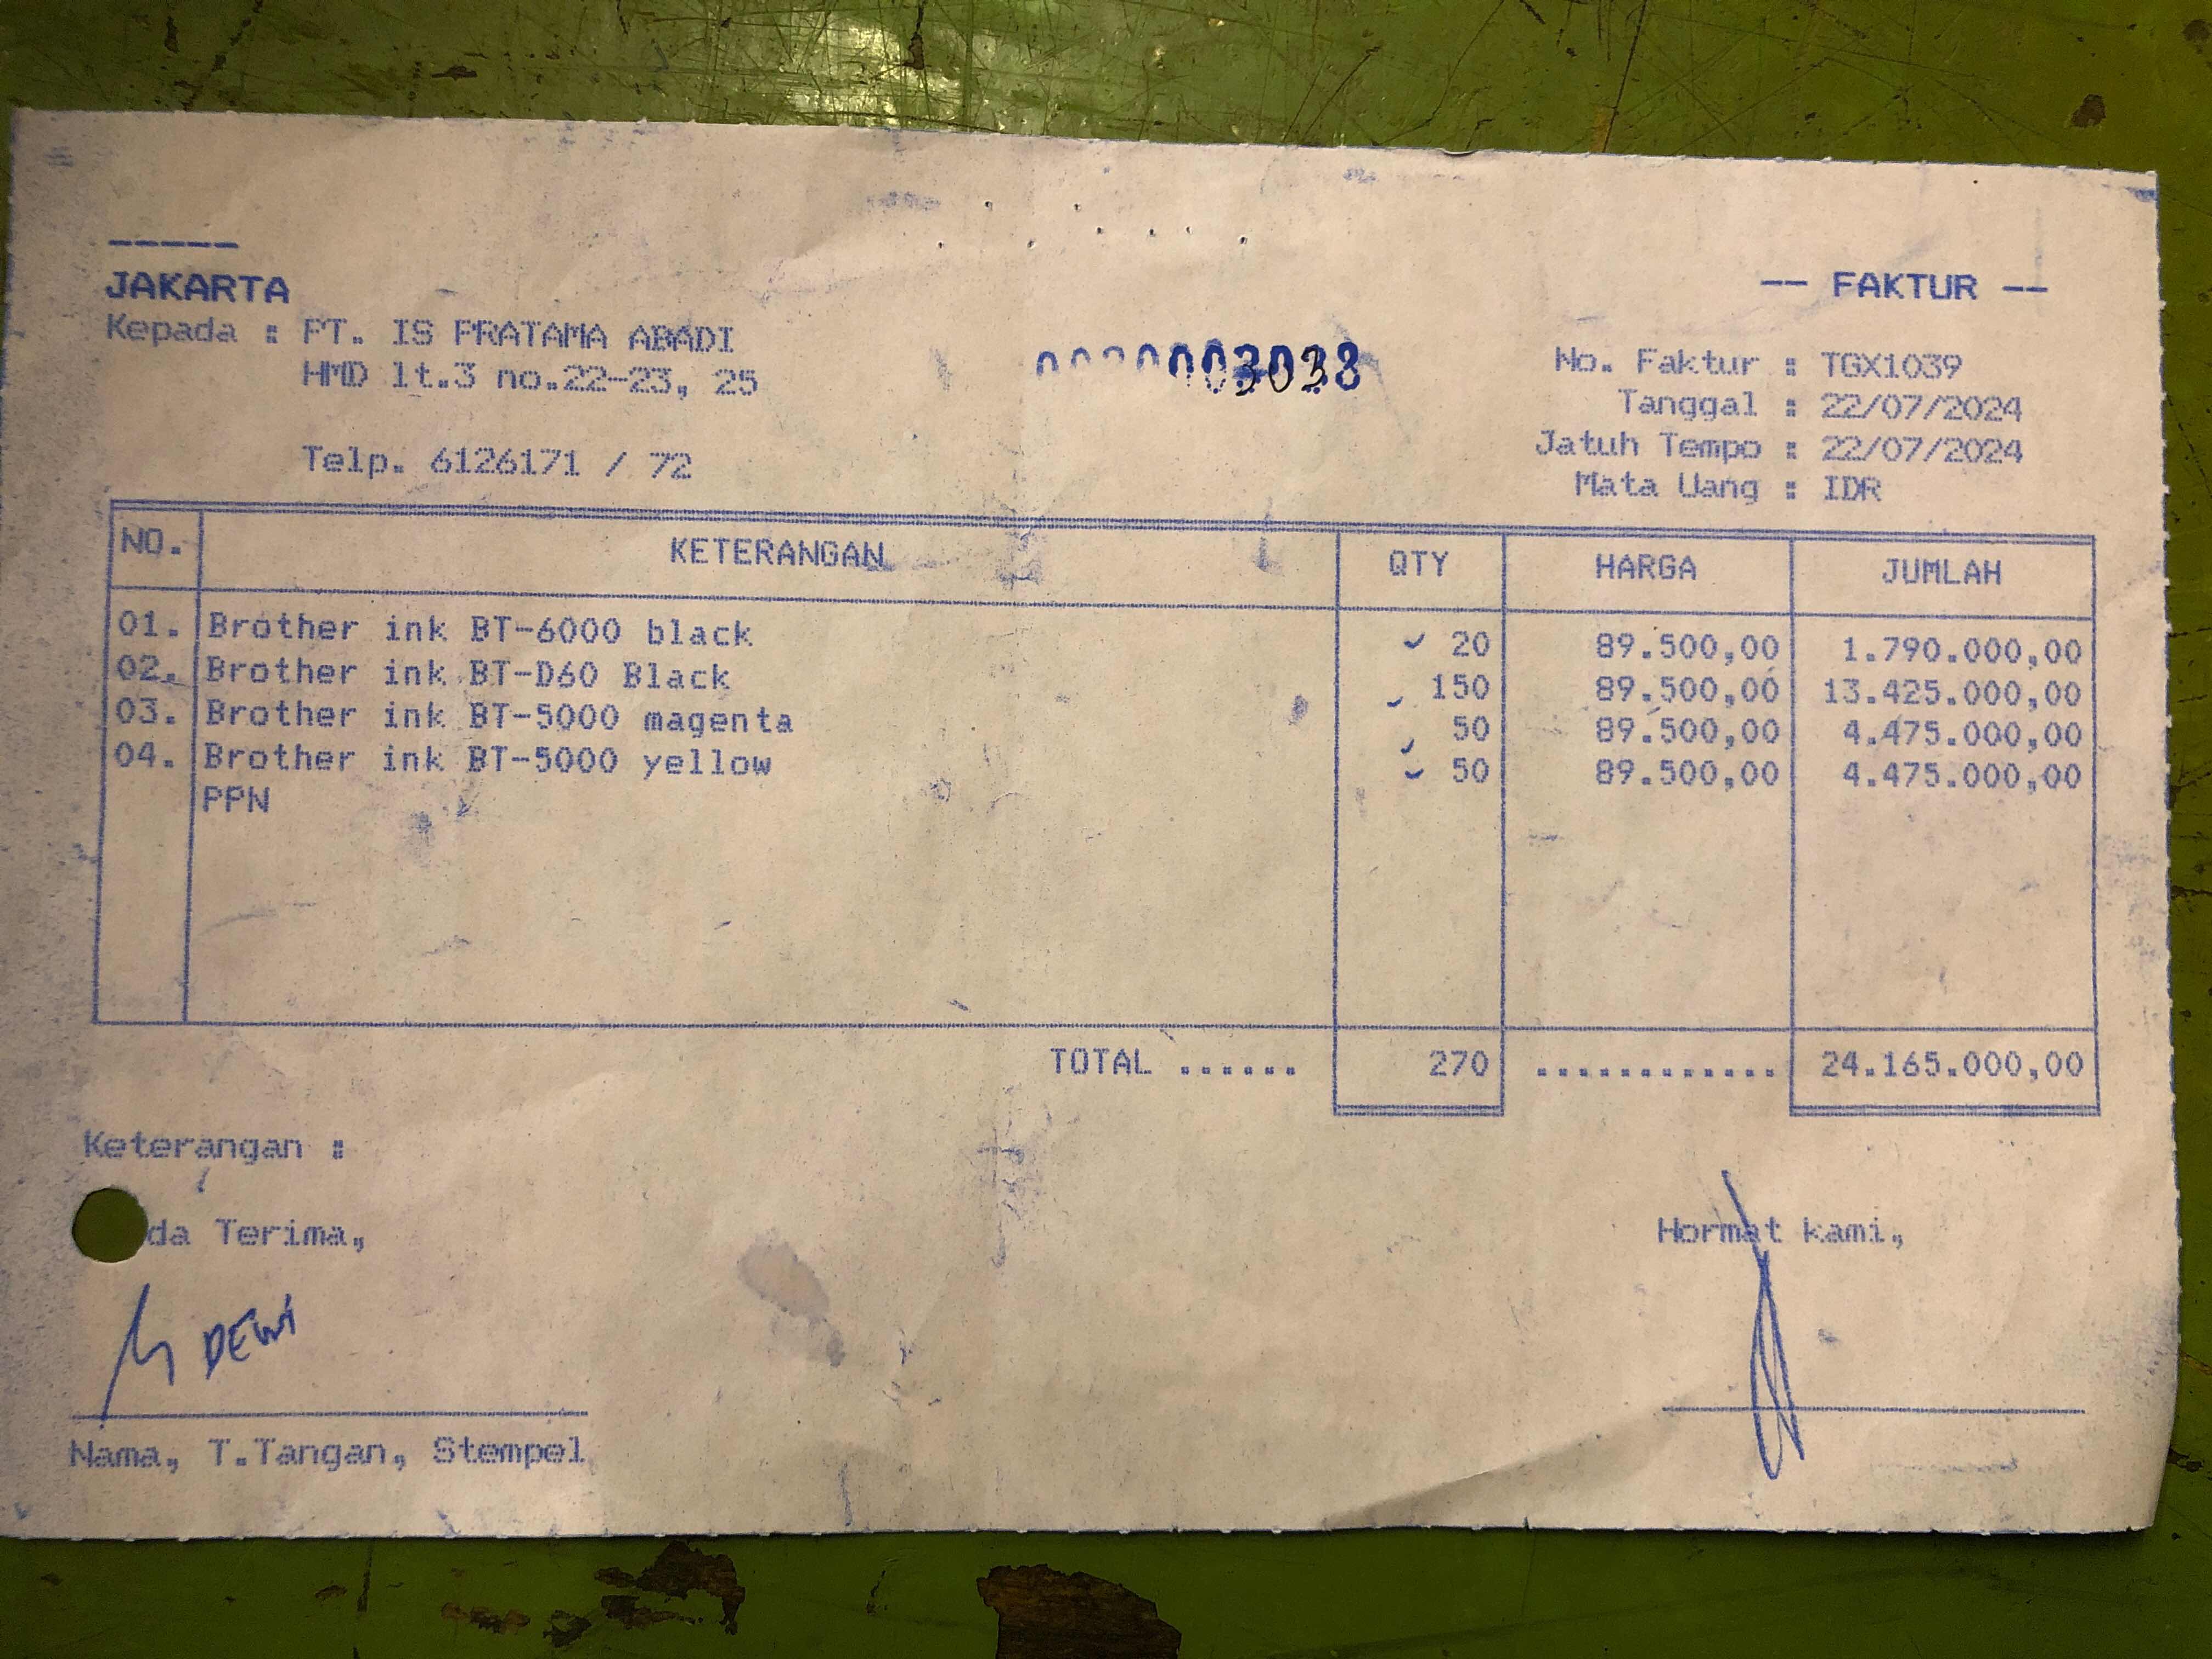 -----
JAKARTA
-- FAKTUR --
Kepada : PT. IS PRATAMA ABADI
HMD lt.3 no.22-23, 25
Telp. 6126171 / 72
No. Faktur : TGX1039
Tanggal : 22/07/2024
Jatuh Tempo : 22/07/2024
Mata Uang : IDR
NO. KETERANGAN QTY HARGA JUMLAH
01. Brother ink BT-6000 black 20 89.500,00 1.790.000,00
02. Brother ink BT-D60 Black 150 89.500,00 13.425.000,00
03. Brother ink BT-5000 magenta 50 89.500,00 4.475.000,00
04. Brother ink BT-5000 yellow 50 89.500,00 4.475.000,00
PPN
TOTAL ...... 270 ............ 24.165.000,00
Keterangan :
da Terima,
Hormat kami,
DEWI
Nama, T.Tangan, Stempel